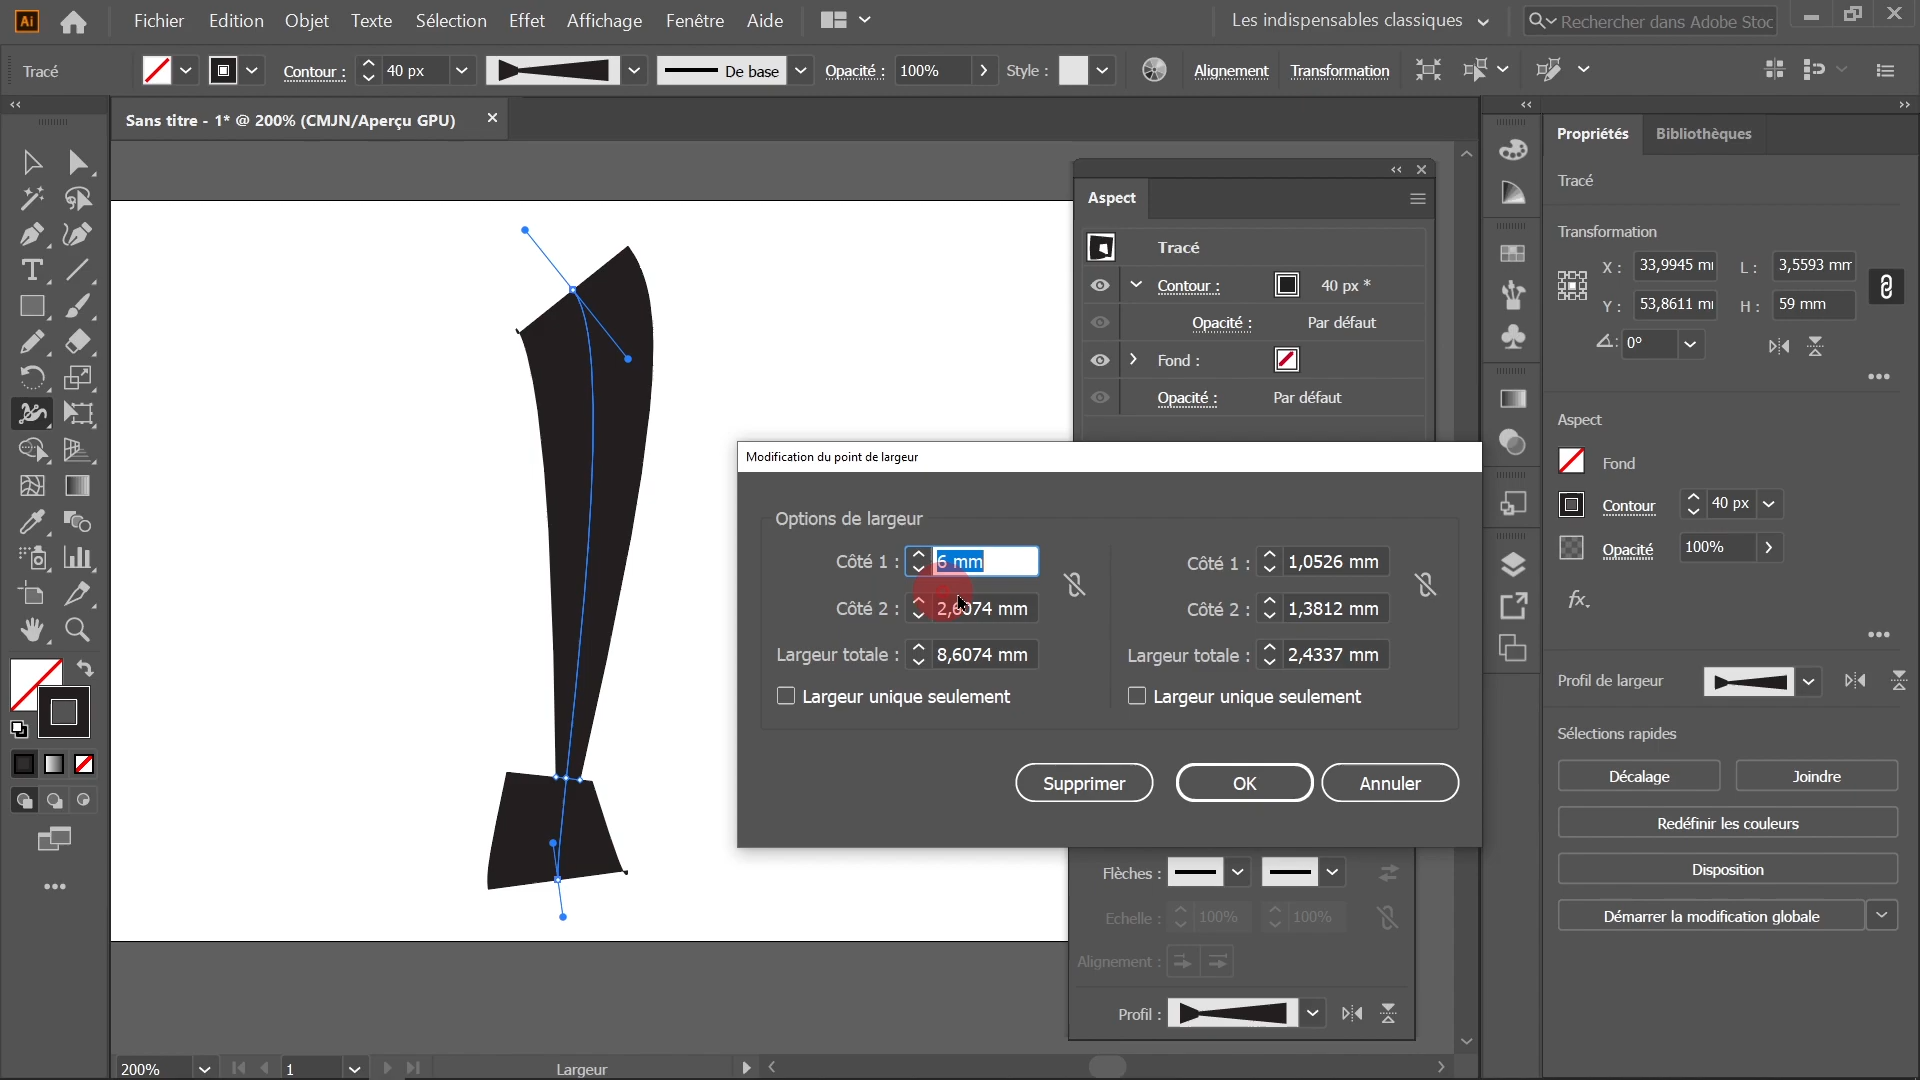 Ai Fichier Edition Objet Texte Sélection Effet Affichage Fenêtre Aide Les indispensables classiques Rechercher dans Adobe Stoc
Tracé Contour : 40 px De base Opacité : 100% Style : Alignement Transformation
Sans titre - 1* @ 200% (CMJN/Aperçu GPU)
Propriétés Bibliothèques
Tracé
Transformation
X : 33,9945 m L : 3,5593 mm
Y : 53,8611 m H : 59 mm
0°
Aspect
Fond
Contour 40 px
Opacité 100%
fx.
Profil de largeur
Sélections rapides
Décalage Joindre
Redéfinir les couleurs
Disposition
Démarrer la modification globale
Aspect
Tracé
Contour : 40 px *
Opacité : Par défaut
Fond :
Opacité : Par défaut
Modification du point de largeur
Options de largeur
Côté 1 : 6 mm Côté 1 : 1,0526 mm
Côté 2 : 2,6074 mm Côté 2 : 1,3812 mm
Largeur totale : 8,6074 mm Largeur totale : 2,4337 mm
Largeur unique seulement Largeur unique seulement
Supprimer OK Annuler
Flèches :
Echelle : 100% 100%
Alignement :
Profil :
200% 1 Largeur